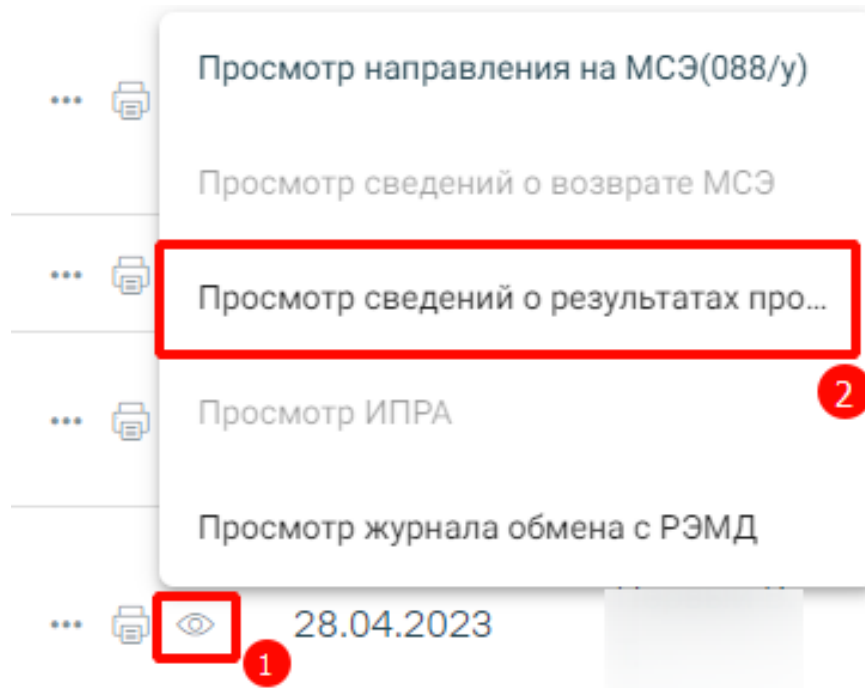 Просмотр направления на МСЭ(088/у)
Просмотр сведений о возврате МСЭ
Просмотр сведений о результатах про...
2
Просмотр ИПРА
Просмотр журнала обмена с РЭМД
28.04.2023
1